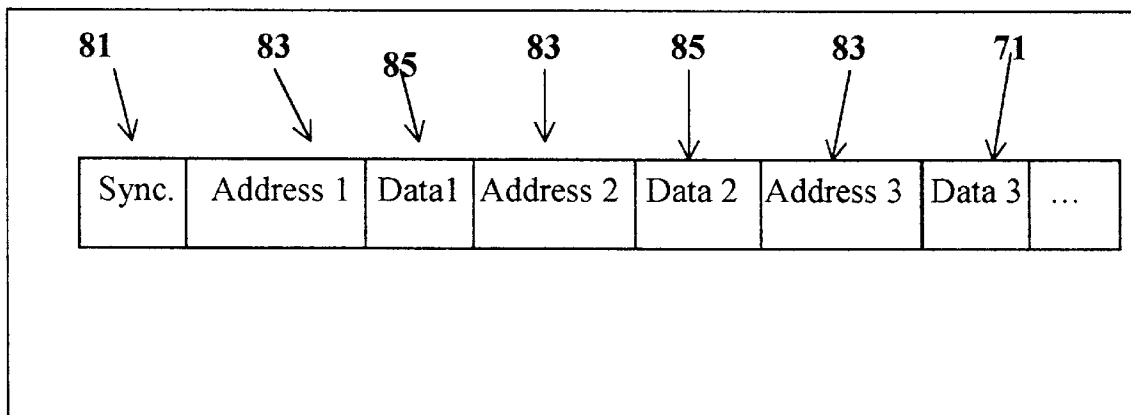 81 83 85 83 85 83 71
Sync. Address 1 Data1 Address 2 Data 2 Address 3 Data 3 ...